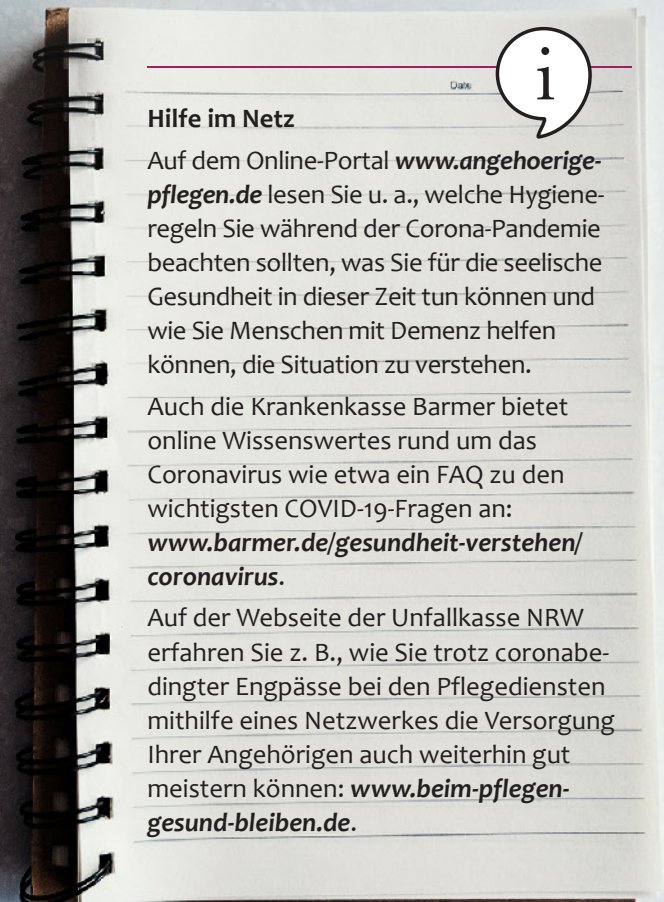 Date
i
Hilfe im Netz
Auf dem Online-Portal www.angehoerige-
pflegen.de lesen Sie u. a., welche Hygiene-
regeln Sie während der Corona-Pandemie
beachten sollten, was Sie für die seelische
Gesundheit in dieser Zeit tun können und
wie Sie Menschen mit Demenz helfen
können, die Situation zu verstehen.
Auch die Krankenkasse Barmer bietet
online Wissenswertes rund um das
Coronavirus wie etwa ein FAQ zu den
wichtigsten COVID-19-Fragen an:
www.barmer.de/gesundheit-verstehen/
coronavirus.
Auf der Webseite der Unfallkasse NRW
erfahren Sie z. B., wie Sie trotz coronabe-
dingter Engpässe bei den Pflegediensten
mithilfe eines Netzwerkes die Versorgung
Ihrer Angehörigen auch weiterhin gut
meistern können: www.beim-pflegen-
gesund-bleiben.de.